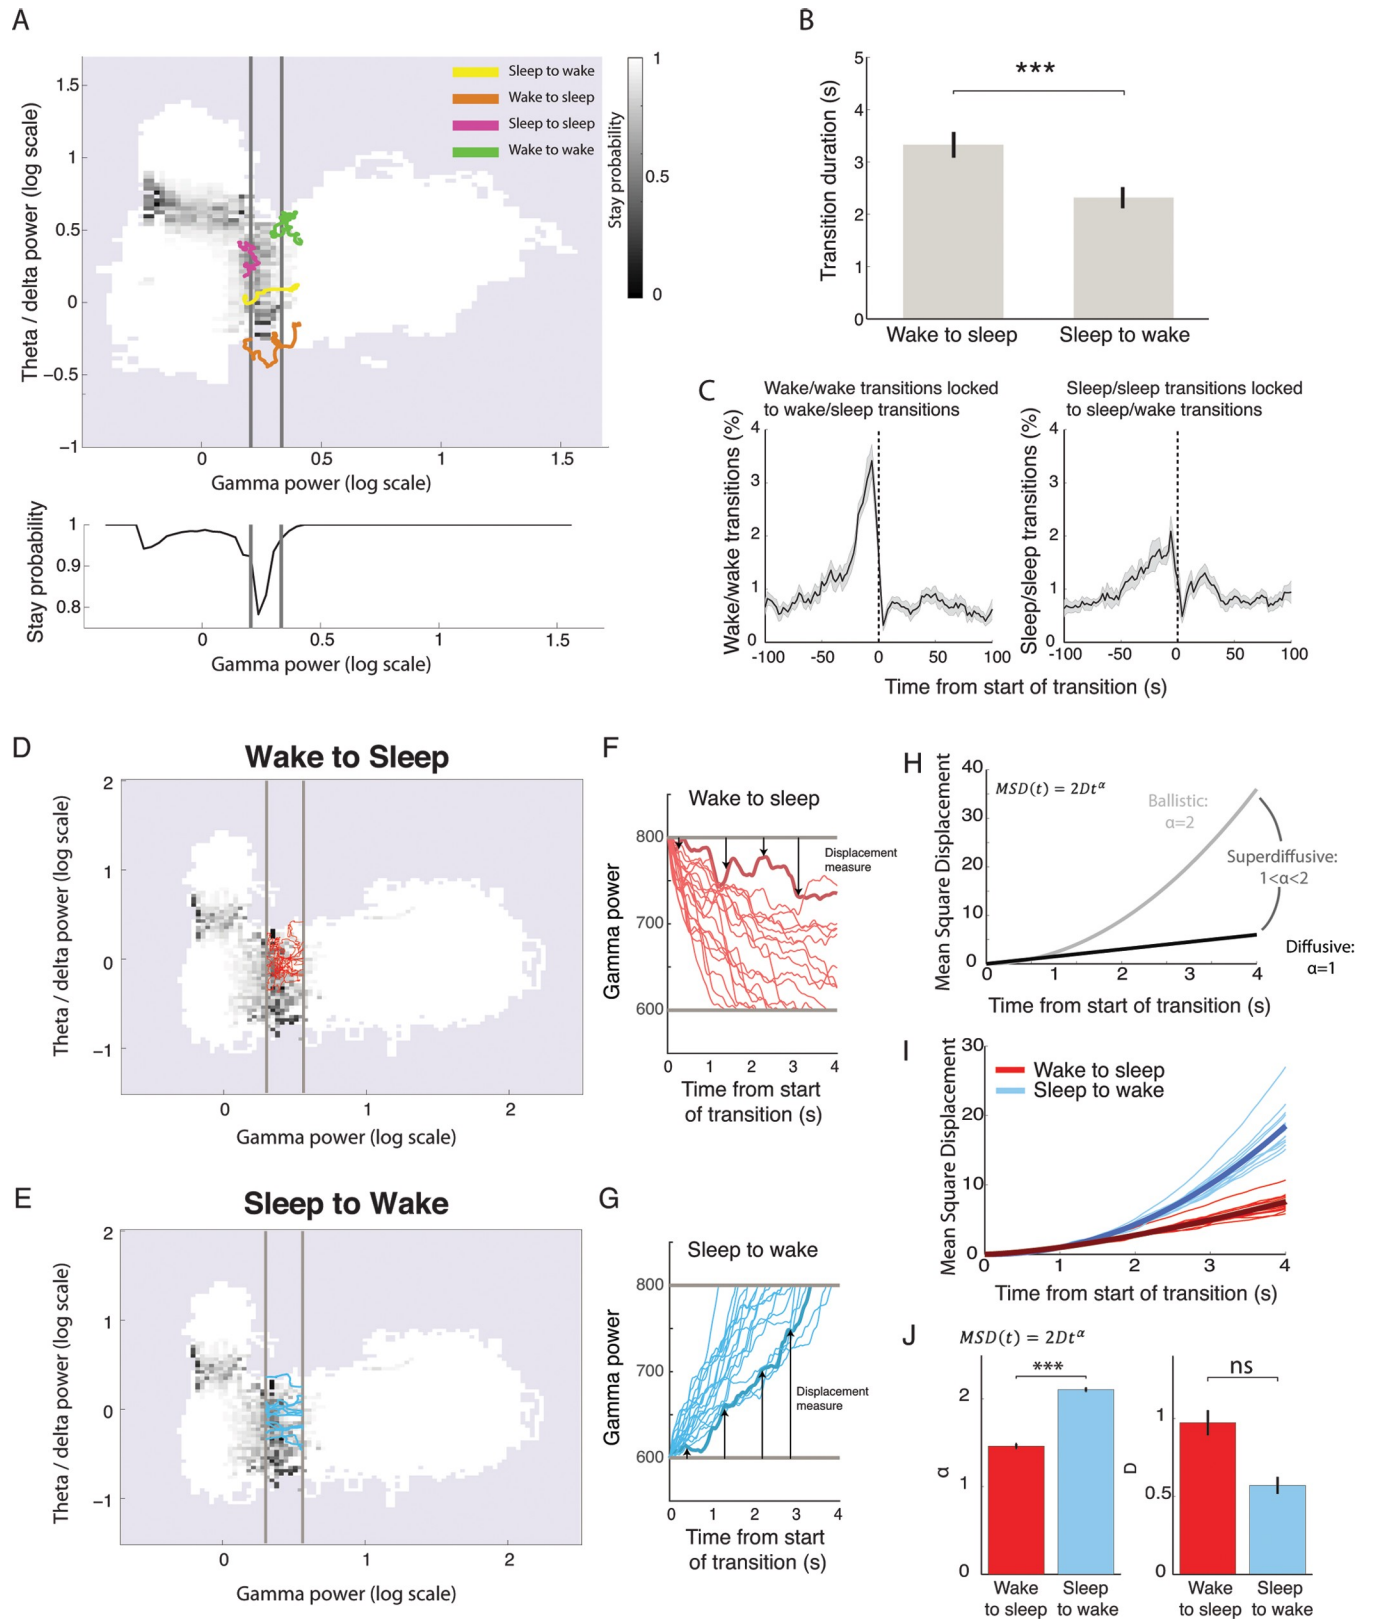 A
Theta / delta power (log scale)
1.5
1
0.5
0
−0.5
−1
Sleep to wake
Wake to sleep
Sleep to sleep
Wake to wake
Stay probability
1
0.5
0
0
05
1
1.5
Gamma power (log scale)
Stay probability
1
0.9
0.8
0
0.5
1
1.5
Gamma power (log scale)
B
Transition duration (s)
5
4
3
2
1
0
***
Wake to sleep
Sleep to wake
C
Wake/wake transitions locked
to wake/sleep transitions
Wake/wake transitions (%)
4
3
2
1
0
-100
-50
0
50
100
Sleep/sleep transitions locked
to sleep/wake transitions
Sleep/sleep transitions (%)
4
3
2
1
0
-100
-50
0
50
100
Time from start of transition (s)
D
Wake to Sleep
Theta / delta power (log scale)
2
1
0
−1
0
1
2
Gamma power (log scale)
E
Sleep to Wake
Theta / delta power (log scale)
2
1
0
−1
0
1
2
Gamma power (log scale)
F
Wake to sleep
Gamma power
800
700
600
Displacement
measure
0
1
2
3
4
Time from start
of transition (s)
G
Sleep to wake
Gamma power
800
700
600
Displacement
measure
0
1
2
3
4
Time from start
of transition (s)
H
Mean Square Displacement
40
30
20
10
0
MSD(t) = 2Dt^α
Ballistic:
α=2
Superdiffusive:
1<α<2
Diffusive:
α=1
0
1
2
3
4
Time from start of transition (s)
I
Mean Square Displacement
30
20
10
0
Wake to sleep
Sleep to wake
0
1
2
3
4
Time from start of transition (s)
J
MSD(t) = 2Dt^α
α
2
1
0
***
Wake
to sleep
Sleep
to wake
D
1
0.5
0
ns
Wake
to sleep
Sleep
to wake